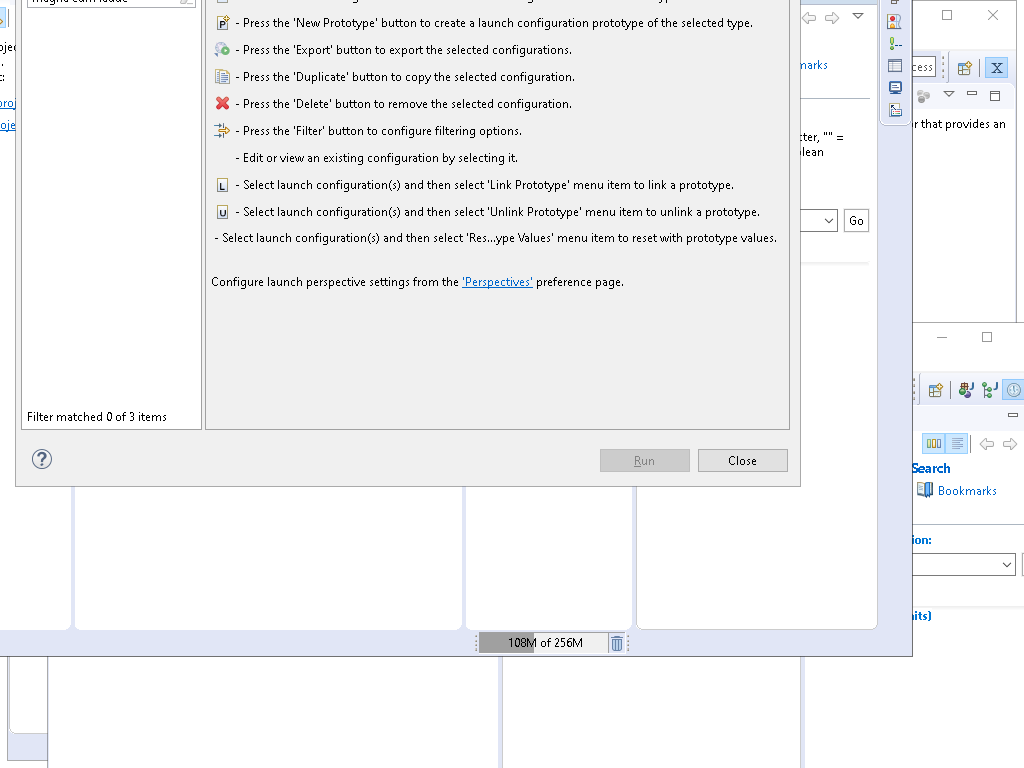 - Press the 'New Prototype' button to create a launch configuration prototype of the selected type.
- Press the 'Export' button to export the selected configurations.
- Press the 'Duplicate' button to copy the selected configuration.
- Press the 'Delete' button to remove the selected configuration.
- Press the 'Filter' button to configure filtering options.
- Edit or view an existing configuration by selecting it.
- Select launch configuration(s) and then select 'Link Prototype' menu item to link a prototype.
- Select launch configuration(s) and then select 'Unlink Prototype' menu item to unlink a prototype.
- Select launch configuration(s) and then select 'Res...ype Values' menu item to reset with prototype values.
Configure launch perspective settings from the 'Perspectives' preference page.
Filter matched 0 of 3 items
Run
Close
marks
cess
r that provides an
tter, "" =
lean
Go
Search
Bookmarks
ion:
its)
108M of 256M